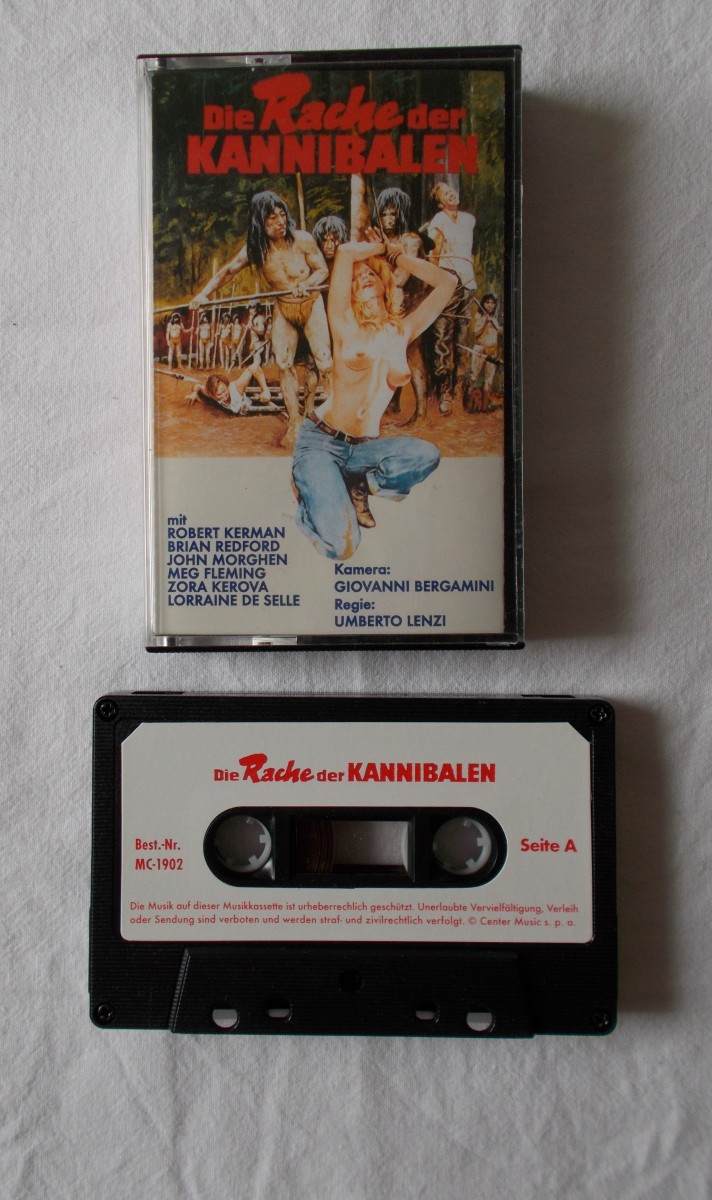 Die Rache der
KANNIBALEN
mit
ROBERT KERMAN
BRIAN REDFORD
JOHN MORGHEN
MEG FLEMING
ZORA KEROVA
LORRAINE DE SELLE
Kamera:
GIOVANNI BERGAMINI
Regie:
UMBERTO LENZI
Die Rache der KANNIBALEN
Best.-Nr.
MC-1902
Seite A
Die Musik auf dieser Musikkassette ist urheberrechlich geschützt. Unerlaubte Vervielfältigung, Verleih
oder Sendung sind verboten und werden straf- und zivilrechtlich verfolgt. © Center Music s. p. a.